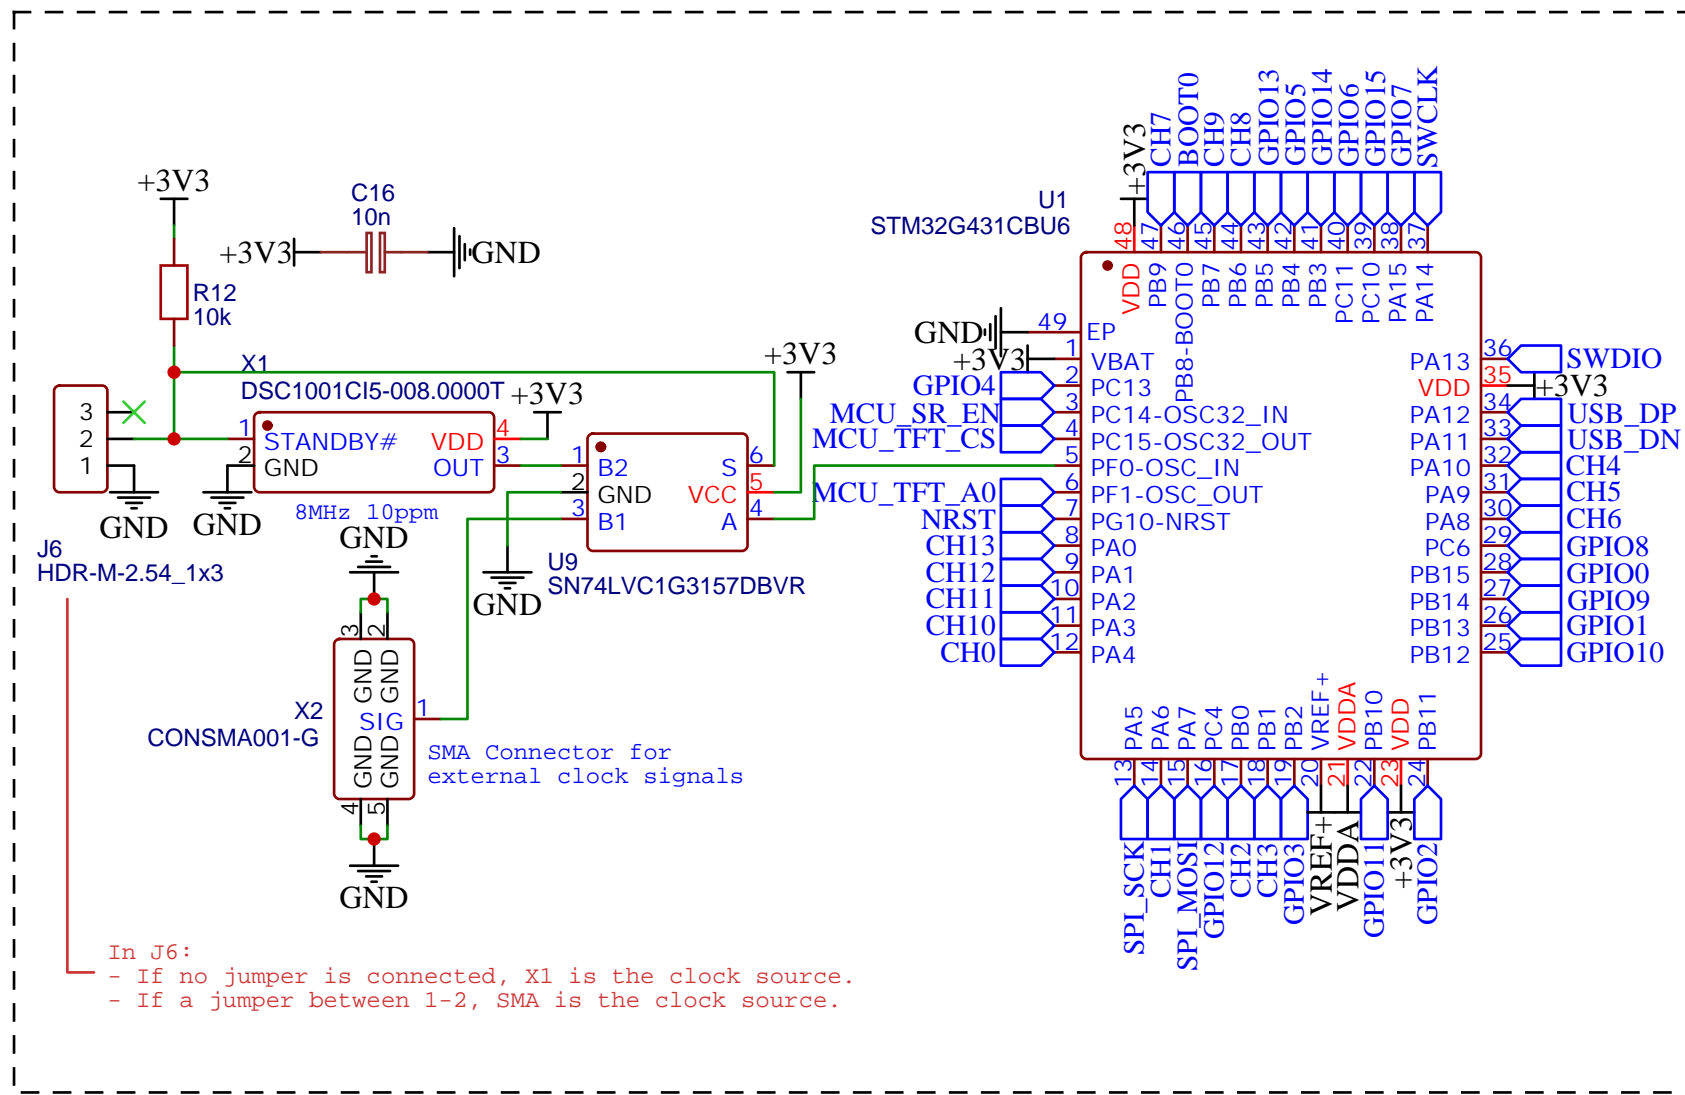 +3V3
C16
10n
+3V3
GND
R12
10k
X1
DSC1001CI5-008.0000T
+3V3
+3V3
3
2
1
1
STANDBY#
VDD
4
2
GND
OUT
3
GND
GND
8MHz 10ppm
J6
HDR-M-2.54_1x3
1
B2
S
6
2
GND
VCC
5
3
B1
A
4
U9
SN74LVC1G3157DBVR
GND
GND
3
2
GND
GND
X2
CONSMA001-G
SIG
1
GND
GND
4
5
GND
SMA Connector for
external clock signals
In J6:
- If no jumper is connected, X1 is the clock source.
- If a jumper between 1-2, SMA is the clock source.
U1
STM32G431CBU6
+3V3
CH7
BOOT0
CH9
CH8
GPIO13
GPIO5
GPIO14
GPIO6
GPIO15
GPIO7
SWCLK
48
47
46
45
44
43
42
41
40
39
38
37
VDD
PB9
PB8-BOOT0
PB7
PB6
PB5
PB4
PB3
PC11
PC10
PA15
PA14
GND
49
EP
+3V3
1
VBAT
GPIO4
2
PC13
MCU_SR_EN
3
PC14-OSC32_IN
MCU_TFT_CS
4
PC15-OSC32_OUT
5
PF0-OSC_IN
MCU_TFT_A0
6
PF1-OSC_OUT
NRST
7
PG10-NRST
CH13
8
PA0
CH12
9
PA1
CH11
10
PA2
CH10
11
PA3
CH0
12
PA4
PA13
36
SWDIO
VDD
35
+3V3
PA12
34
USB_DP
PA11
33
USB_DN
PA10
32
CH4
PA9
31
CH5
PA8
30
CH6
PC6
29
GPIO8
PB15
28
GPIO0
PB14
27
GPIO9
PB13
26
GPIO1
PB12
25
GPIO10
PA5
PA6
PA7
PC4
PB0
PB1
PB2
VREF+
VDDA
PB10
VDD
PB11
13
14
15
16
17
18
19
20
21
22
23
24
SPI_SCK
CH1
SPI_MOSI
GPIO12
CH2
CH3
GPIO3
VREF+
VDDA
GPIO11
+3V3
GPIO2